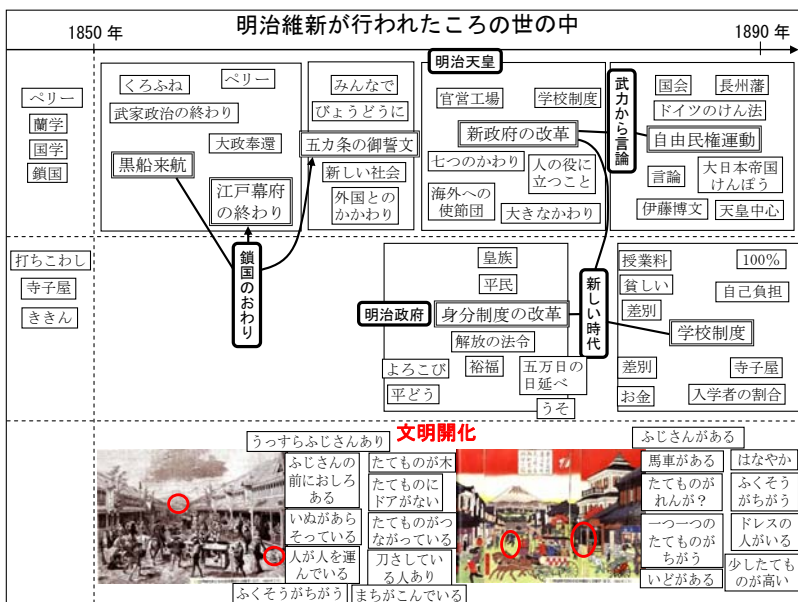 明治維新が行われたころの世の中
1850 年
1890 年
ペリー
蘭学
国学
鎖国
くろふね
ペリー
武家政治の終わり
大政奉還
黒船来航
江戸幕府
の終わり
みんなで
びょうどうに
五カ条の御誓文
新しい社会
外国との
かかわり
明治天皇
官営工場
学校制度
新政府の改革
七つのかわり
人の役に
立つこと
海外への
使節団
大きなかわり
武力から言論
国会
長州藩
ドイツのけん法
自由民権運動
言論
大日本帝国
けんぽう
伊藤博文
天皇中心
打ちこわし
寺子屋
ききん
鎖国のおわり
明治政府
皇族
平民
身分制度の改革
解放の法令
よろこび
裕福
五万日の
日延べ
平どう
うそ
新しい時代
授業料
100%
貧しい
自己負担
差別
学校制度
差別
寺子屋
お金
入学者の割合
文明開化
うっすらふじさんあり
ふじさんの
前におしろ
ある
いぬがあら
そっている
人が人を運
んでいる
ふくそうがちがう
たてものが木
たてものに
ドアがない
たてものがつ
ながっている
刀さしてい
る人あり
まちがこんでいる
ふじさんがある
馬車がある
たてものが
れんが?
一つ一つの
たてものが
ちがう
いどがある
はなやか
ふくそう
がちがう
ドレスの
人がいる
少したても
のが高い